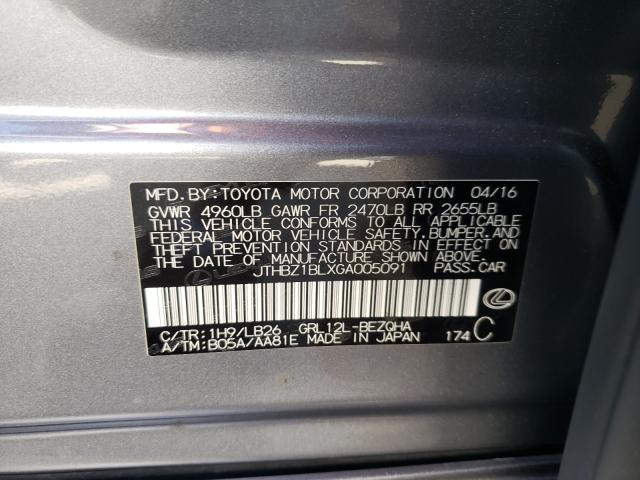 MFD. BY: TOYOTA MOTOR CORPORATION 04/16
GVWR 4960LB GAWR FR 2470LB RR 2655LB
THIS VEHICLE CONFORMS TO ALL APPLICABLE
FEDERAL MOTOR VEHICLE SAFETY, BUMPER, AND
THEFT PREVENTION STANDARDS IN EFFECT ON
THE DATE OF MANUFACTURE SHOWN ABOVE.
JTHBZ1BLXGA005091 PASS. CAR
C/TR: 1H9/LB26 GRL12L-BEZQHA
A/TM: B05A/AA81E MADE IN JAPAN 174 C